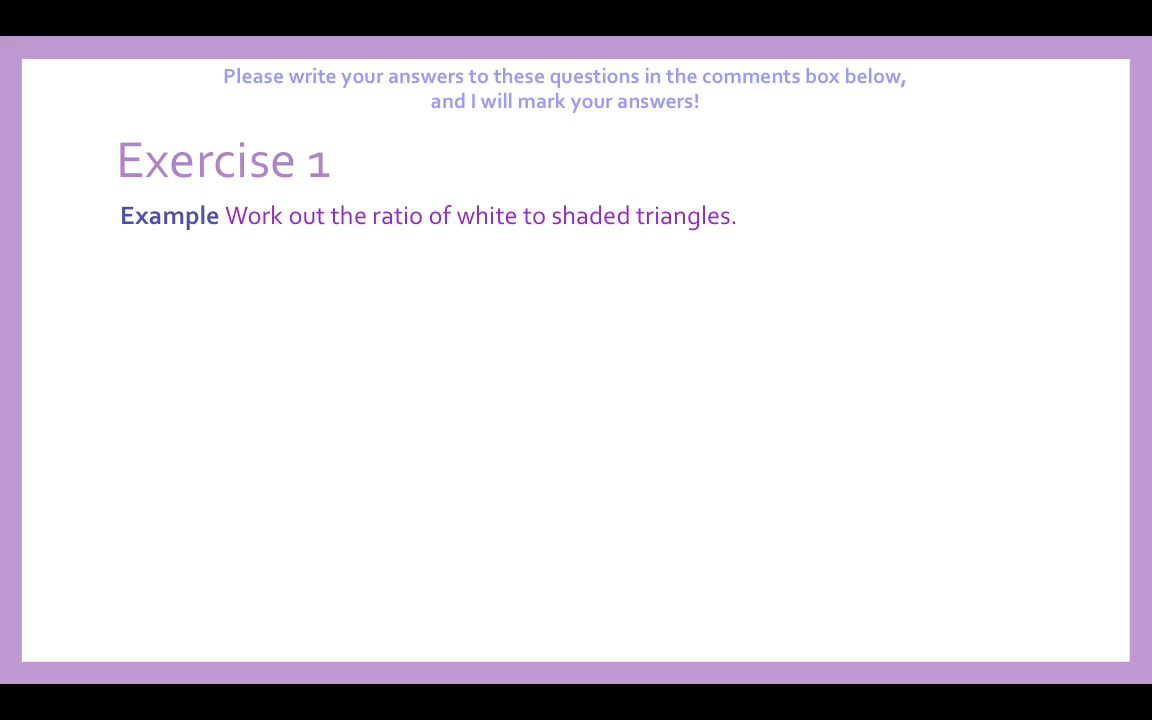 Please write your answers to these questions in the comments box below,
and I will mark your answers!
Exercise 1
Example Work out the ratio of white to shaded triangles.